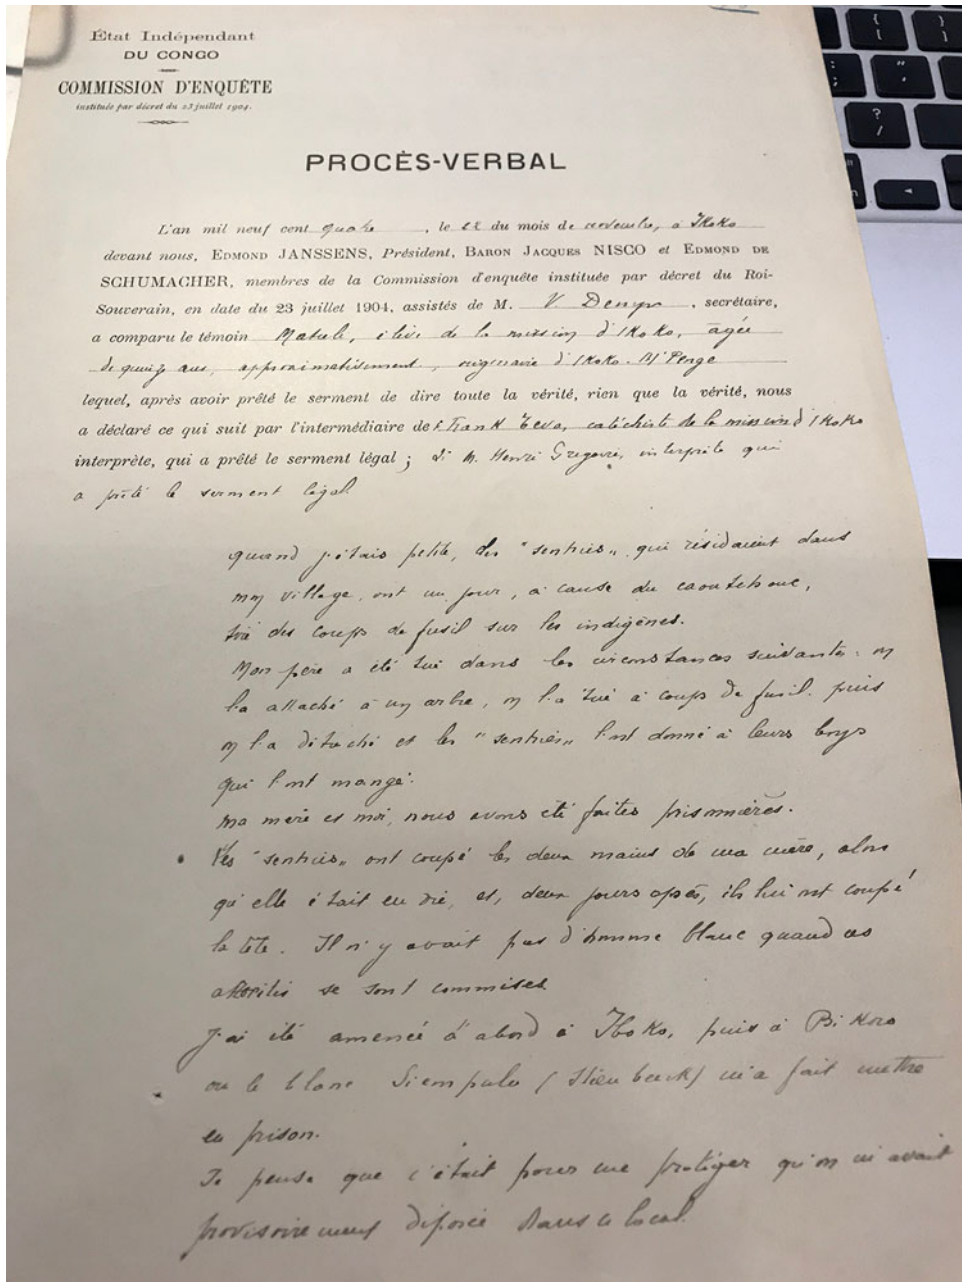 État Indépendant
DU CONGO
COMMISSION D'ENQUÊTE
instituée par décret du 23 juillet 1904.
PROCÈS-VERBAL
L'an mil neuf cent quatre, le du mois de novembre, à Ikoko
devant nous, EDMOND JANSSENS, Président, BARON JACQUES NISCO et EDMOND DE
SCHUMACHER, membres de la Commission d'enquête instituée par décret du Roi-
Souverain, en date du 23 juillet 1904, assistés de M. V Denyn, secrétaire,
a comparu le témoin Matuli, élève de la mission d'Ikoko, âgée
de quinze ans, approximativement, originaire d'Ikoko.
lequel, après avoir prêté le serment de dire toute la vérité, rien que la vérité, nous
a déclaré ce qui suit par l'intermédiaire de Frank Teva, catéchiste de la mission d'Ikoko
interprète, qui a prêté le serment légal ; M. Henri Gregoire, interprète qui
a prêté le serment légal
quand j'étais petite, des "sentries" qui résidaient dans
mon village, ont un jour, à cause du caoutchouc,
tiré des coups de fusil sur les indigènes.
Mon père a été tué dans les circonstances suivantes : on
l'a attaché à un arbre, on l'a tué à coups de fusil. puis
on l'a détaché et les "sentries" l'ont donné à leurs boys
qui l'ont mangé.
ma mère et moi, nous avons été faites prisonnières.
Les "sentries" ont coupé les deux mains de ma mère, alors
qu'elle était en vie, et, deux jours après, ils lui ont coupé
la tête. Il n'y avait pas d'homme blanc quand ces
atrocités se sont commises
J'ai été amenée d'abord à Iboko, puis à Bikoro
ou le blanc m'a fait mettre
en prison.
Je pense que c'était pour me protéger qu'on m'avait
provisoirement déposée dans ce local.